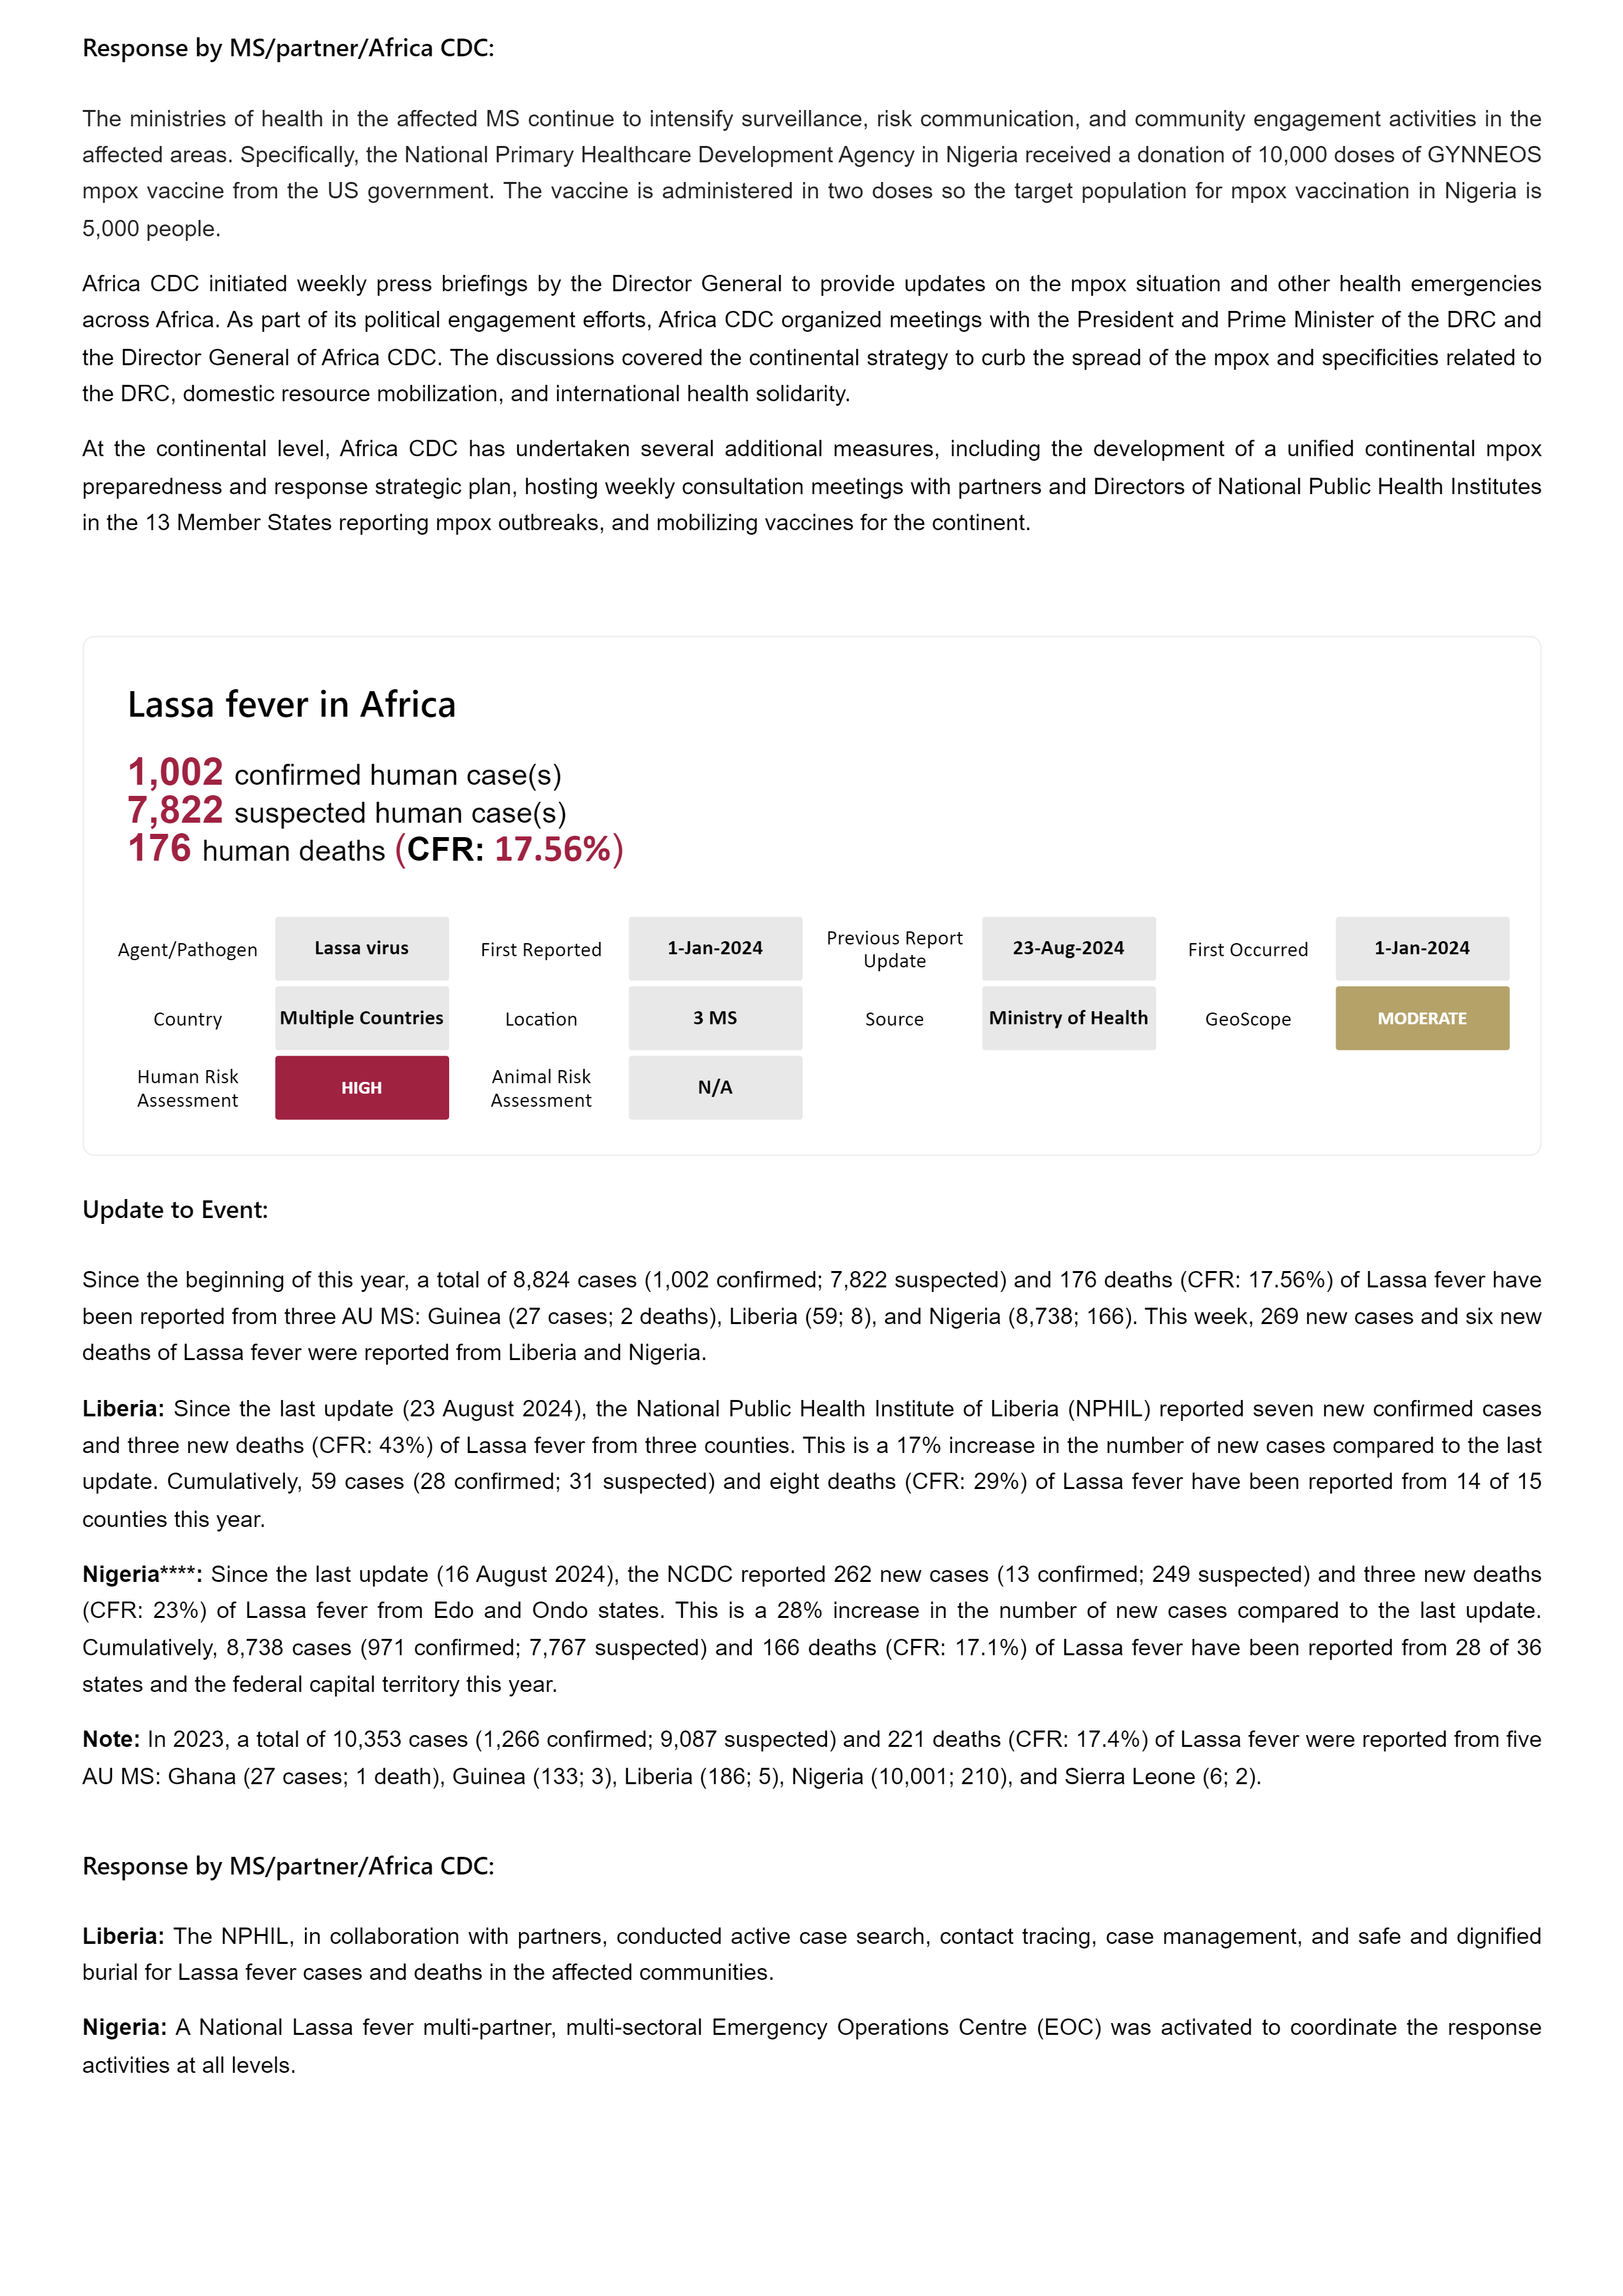 Response by MS/partner/Africa CDC:
The ministries of health in the affected MS continue to intensify surveillance, risk communication, and community engagement activities in the
affected areas. Specifically, the National Primary Healthcare Development Agency in Nigeria received a donation of 10,000 doses of GYNNEOS
mpox vaccine from the US government. The vaccine is administered in two doses so the target population for mpox vaccination in Nigeria is
5,000 people.
Africa CDC initiated weekly press briefings by the Director General to provide updates on the mpox situation and other health emergencies
across Africa. As part of its political engagement efforts, Africa CDC organized meetings with the President and Prime Minister of the DRC and
the Director General of Africa CDC. The discussions covered the continental strategy to curb the spread of the mpox and specificities related to
the DRC, domestic resource mobilization, and international health solidarity.
At the continental level, Africa CDC has undertaken several additional measures, including the development of a unified continental mpox
preparedness and response strategic plan, hosting weekly consultation meetings with partners and Directors of National Public Health Institutes
in the 13 Member States reporting mpox outbreaks, and mobilizing vaccines for the continent.
Lassa fever in Africa
1,002 confirmed human case(s)
7,822 suspected human case(s)
176 human deaths (CFR: 17.56%)
Agent/Pathogen Lassa virus First Reported 1-Jan-2024 Previous Report Update 23-Aug-2024 First Occurred 1-Jan-2024
Country Multiple Countries Location 3 MS Source Ministry of Health GeoScope MODERATE
Human Risk Assessment HIGH Animal Risk Assessment N/A
Update to Event:
Since the beginning of this year, a total of 8,824 cases (1,002 confirmed; 7,822 suspected) and 176 deaths (CFR: 17.56%) of Lassa fever have
been reported from three AU MS: Guinea (27 cases; 2 deaths), Liberia (59; 8), and Nigeria (8,738; 166). This week, 269 new cases and six new
deaths of Lassa fever were reported from Liberia and Nigeria.
Liberia: Since the last update (23 August 2024), the National Public Health Institute of Liberia (NPHIL) reported seven new confirmed cases
and three new deaths (CFR: 43%) of Lassa fever from three counties. This is a 17% increase in the number of new cases compared to the last
update. Cumulatively, 59 cases (28 confirmed; 31 suspected) and eight deaths (CFR: 29%) of Lassa fever have been reported from 14 of 15
counties this year.
Nigeria****: Since the last update (16 August 2024), the NCDC reported 262 new cases (13 confirmed; 249 suspected) and three new deaths
(CFR: 23%) of Lassa fever from Edo and Ondo states. This is a 28% increase in the number of new cases compared to the last update.
Cumulatively, 8,738 cases (971 confirmed; 7,767 suspected) and 166 deaths (CFR: 17.1%) of Lassa fever have been reported from 28 of 36
states and the federal capital territory this year.
Note: In 2023, a total of 10,353 cases (1,266 confirmed; 9,087 suspected) and 221 deaths (CFR: 17.4%) of Lassa fever were reported from five
AU MS: Ghana (27 cases; 1 death), Guinea (133; 3), Liberia (186; 5), Nigeria (10,001; 210), and Sierra Leone (6; 2).
Response by MS/partner/Africa CDC:
Liberia: The NPHIL, in collaboration with partners, conducted active case search, contact tracing, case management, and safe and dignified
burial for Lassa fever cases and deaths in the affected communities.
Nigeria: A National Lassa fever multi-partner, multi-sectoral Emergency Operations Centre (EOC) was activated to coordinate the response
activities at all levels.